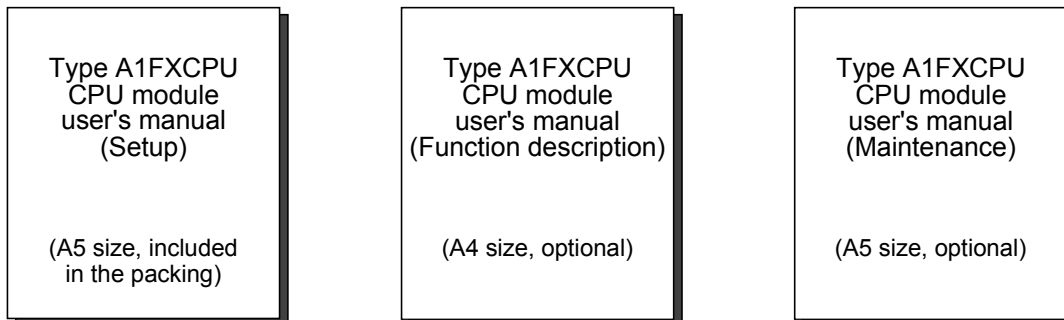 Type A1FXCPU
CPU module
user's manual
(Setup)
(A5 size, included
in the packing)
Type A1FXCPU
CPU module
user's manual
(Function description)
(A4 size, optional)
Type A1FXCPU
CPU module
user's manual
(Maintenance)
(A5 size, optional)